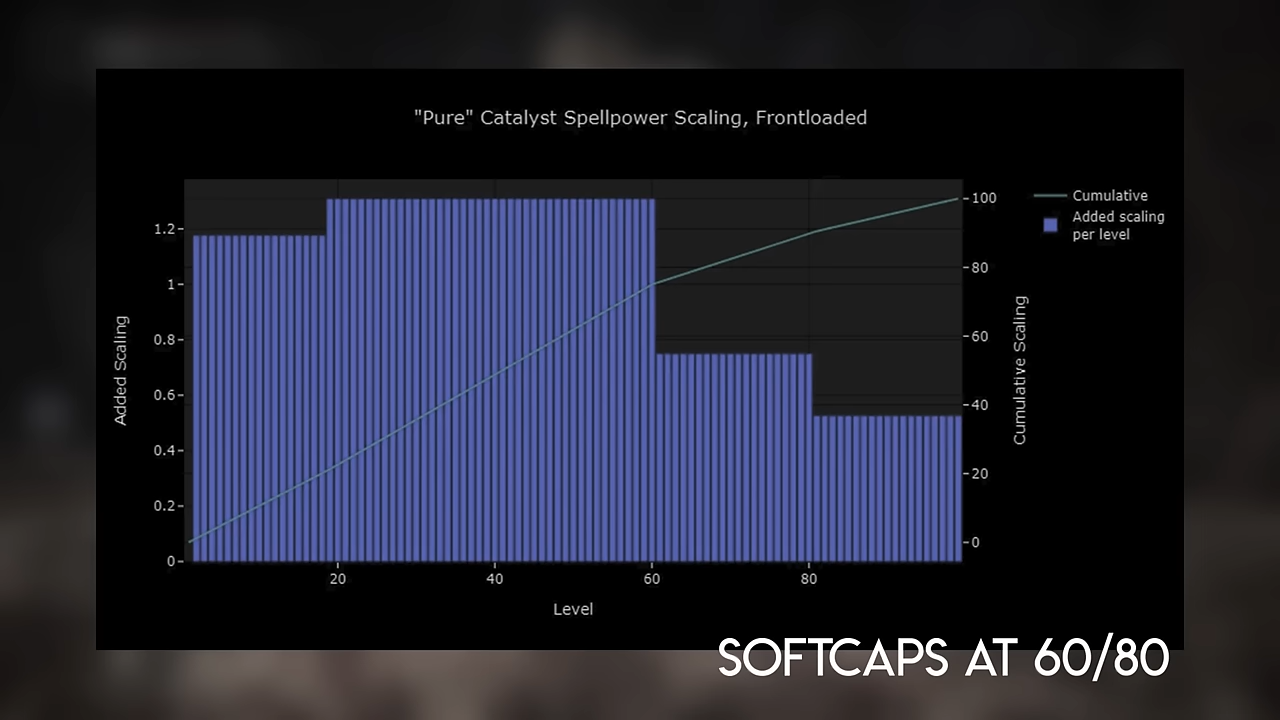 "Pure" Catalyst Spellpower Scaling, Frontloaded
Cumulative
Added scaling
per level
Added Scaling
1.2
1
0.8
0.6
0.4
0.2
0
100
80
60
40
20
0
Cumulative Scaling
20 40 60 80
Level
SOFTCAPS AT 60/80